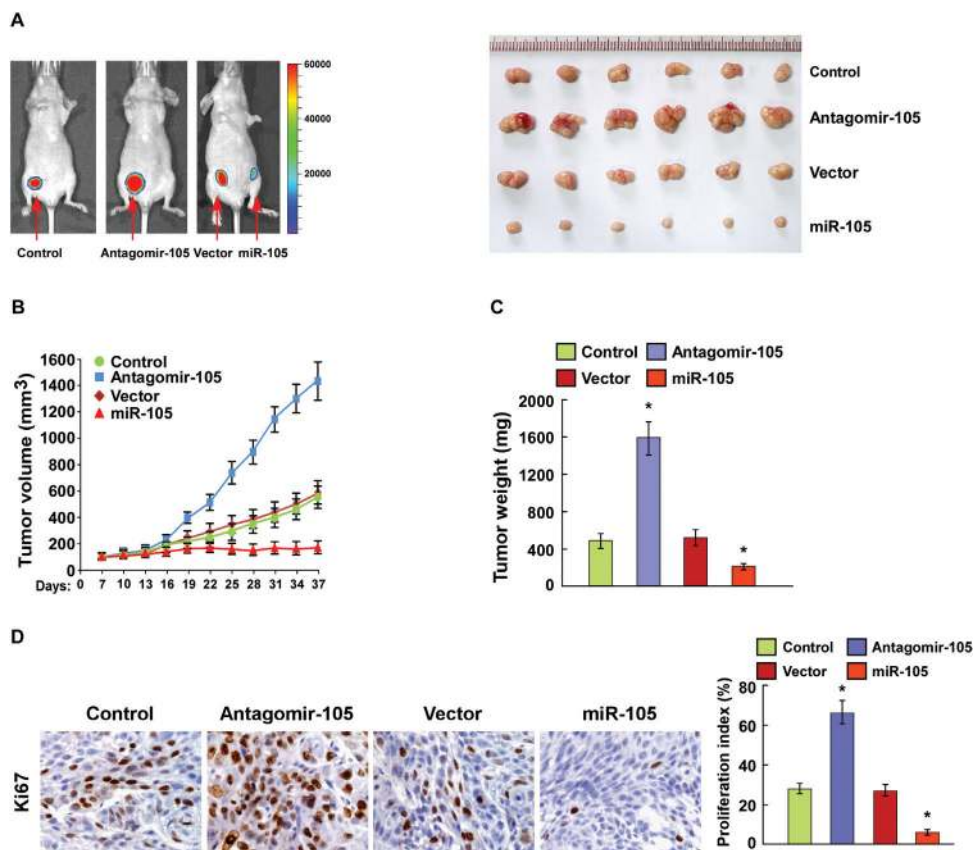 A
60000
40000
20000
Control
Antagomir-105
Vector
miR-105
Control
Antagomir-105
Vector
miR-105
B
Control
Antagomir-105
Vector
miR-105
Tumor volume (mm3)
1600
1400
1200
1000
800
600
400
200
0
Days: 0 7 10 13 16 19 22 25 28 31 34 37
C
Control
Antagomir-105
Vector
miR-105
Tumor weight (mg)
2000
1600
1200
800
400
0
*
*
D
Control
Antagomir-105
Vector
miR-105
Ki67
Control
Antagomir-105
Vector
miR-105
Proliferation index (%)
80
60
40
20
0
*
*